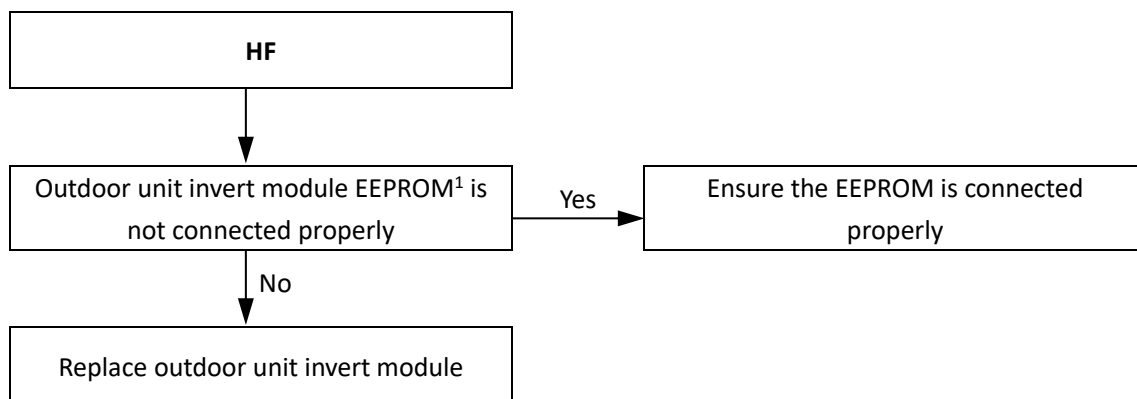 HF
Outdoor unit invert module EEPROM¹ is
not connected properly
Yes
Ensure the EEPROM is connected
properly
No
Replace outdoor unit invert module